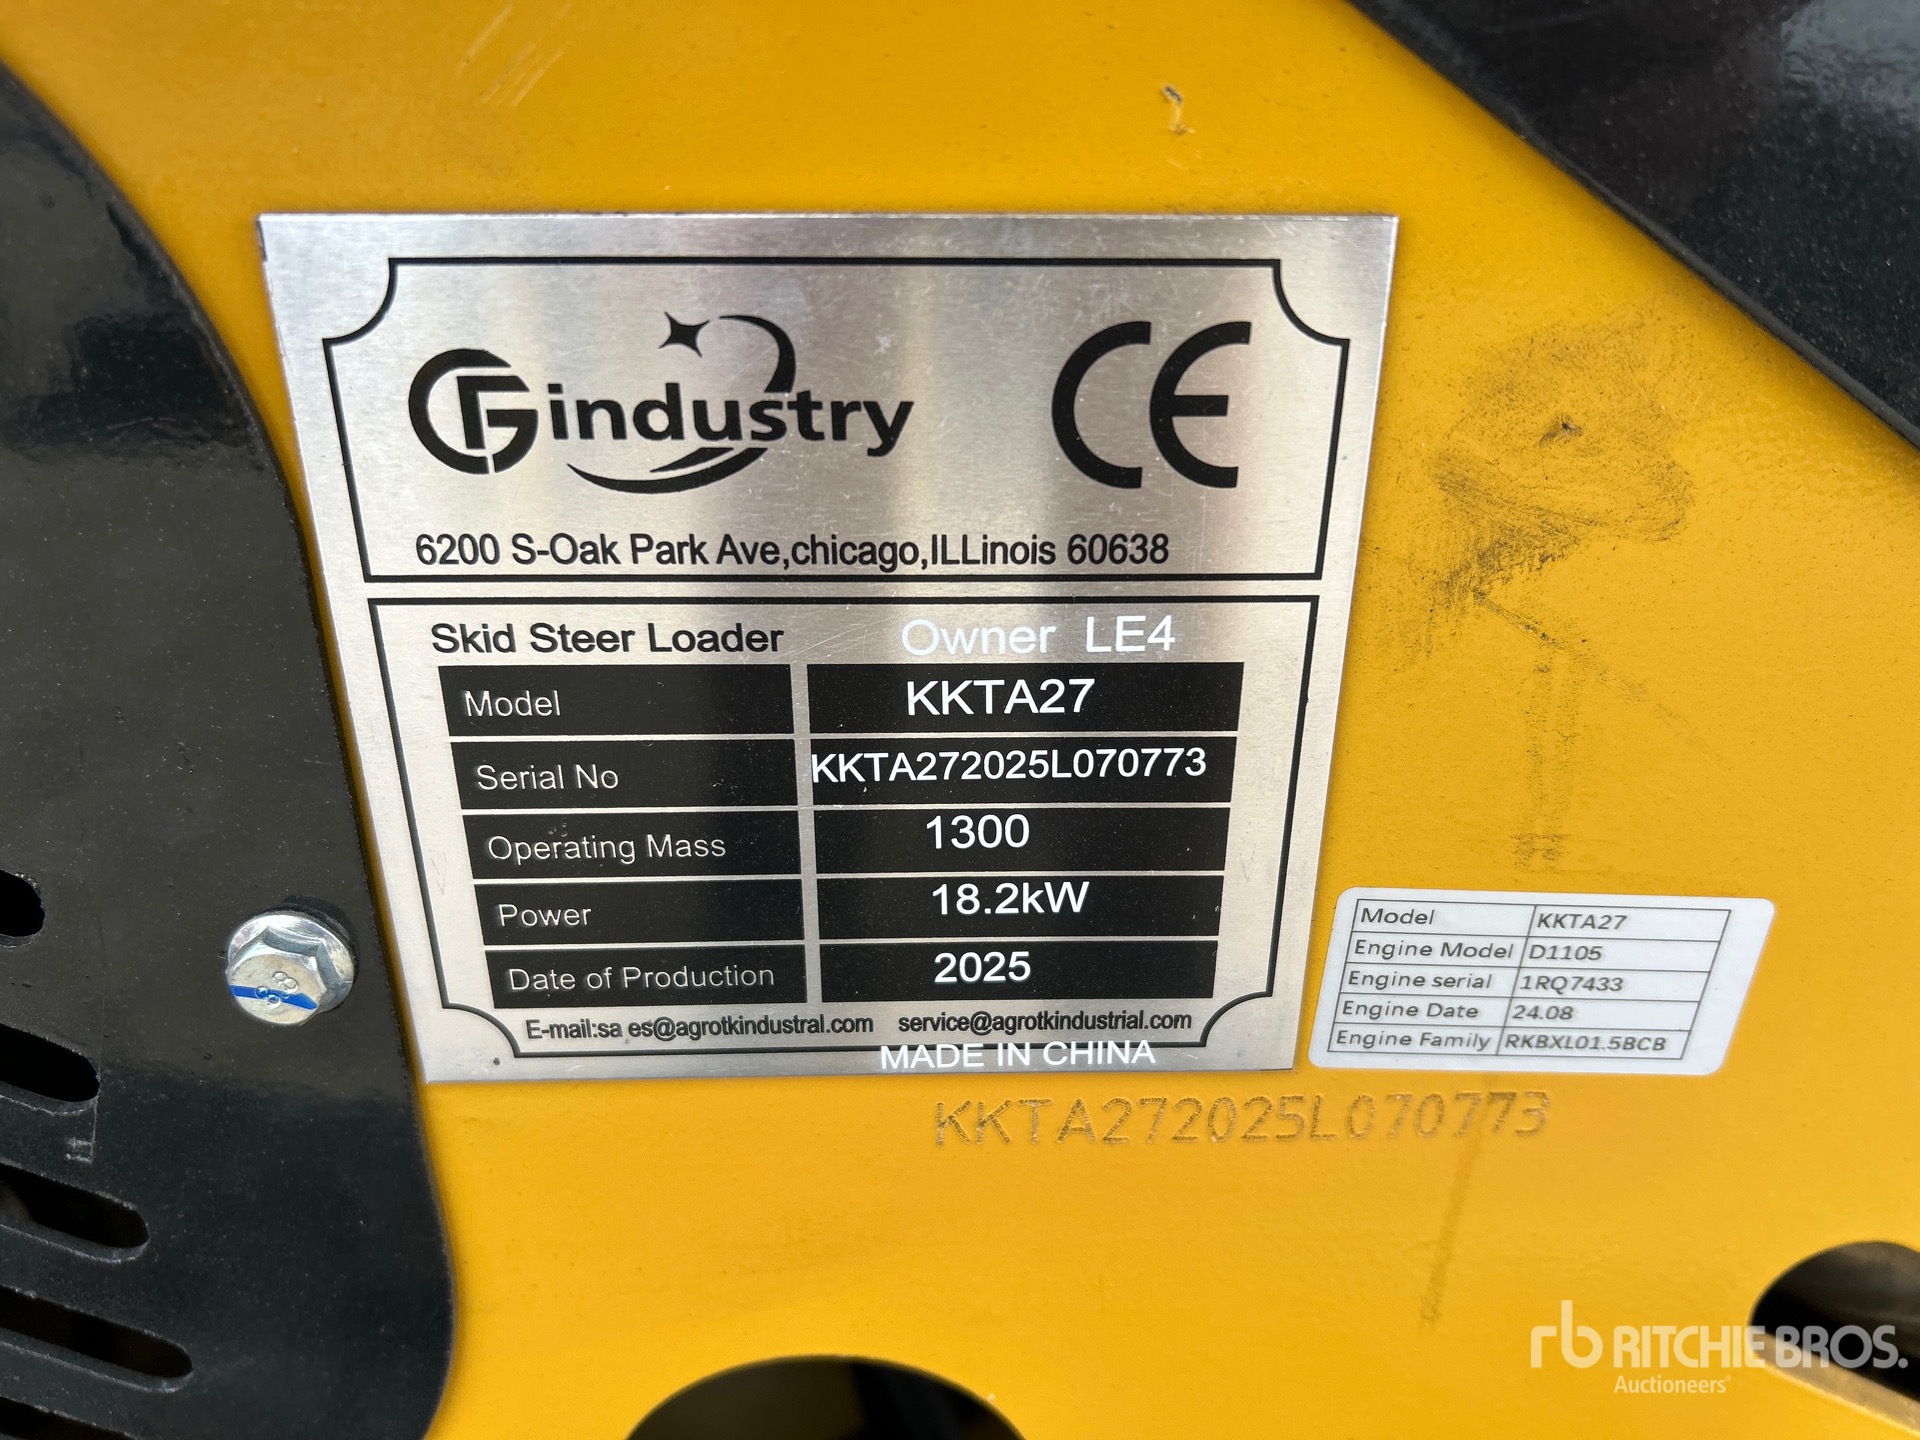 GF industry CE
6200 S-Oak Park Ave,chicago,ILLinois 60638
Skid Steer Loader Owner LE4
Model KKTA27
Serial No KKTA272025L070773
Operating Mass 1300
Power 18.2kW
Date of Production 2025
E-mail:sa es@agrotkindustral.com service@agrotkindustrial.com
MADE IN CHINA
Model KKTA27
Engine Model D1105
Engine serial 1RQ7433
Engine Date 24.08
Engine Family RKBXL01.5BCB
KKTA272025L070773
rb RITCHIE BROS.
Auctioneers